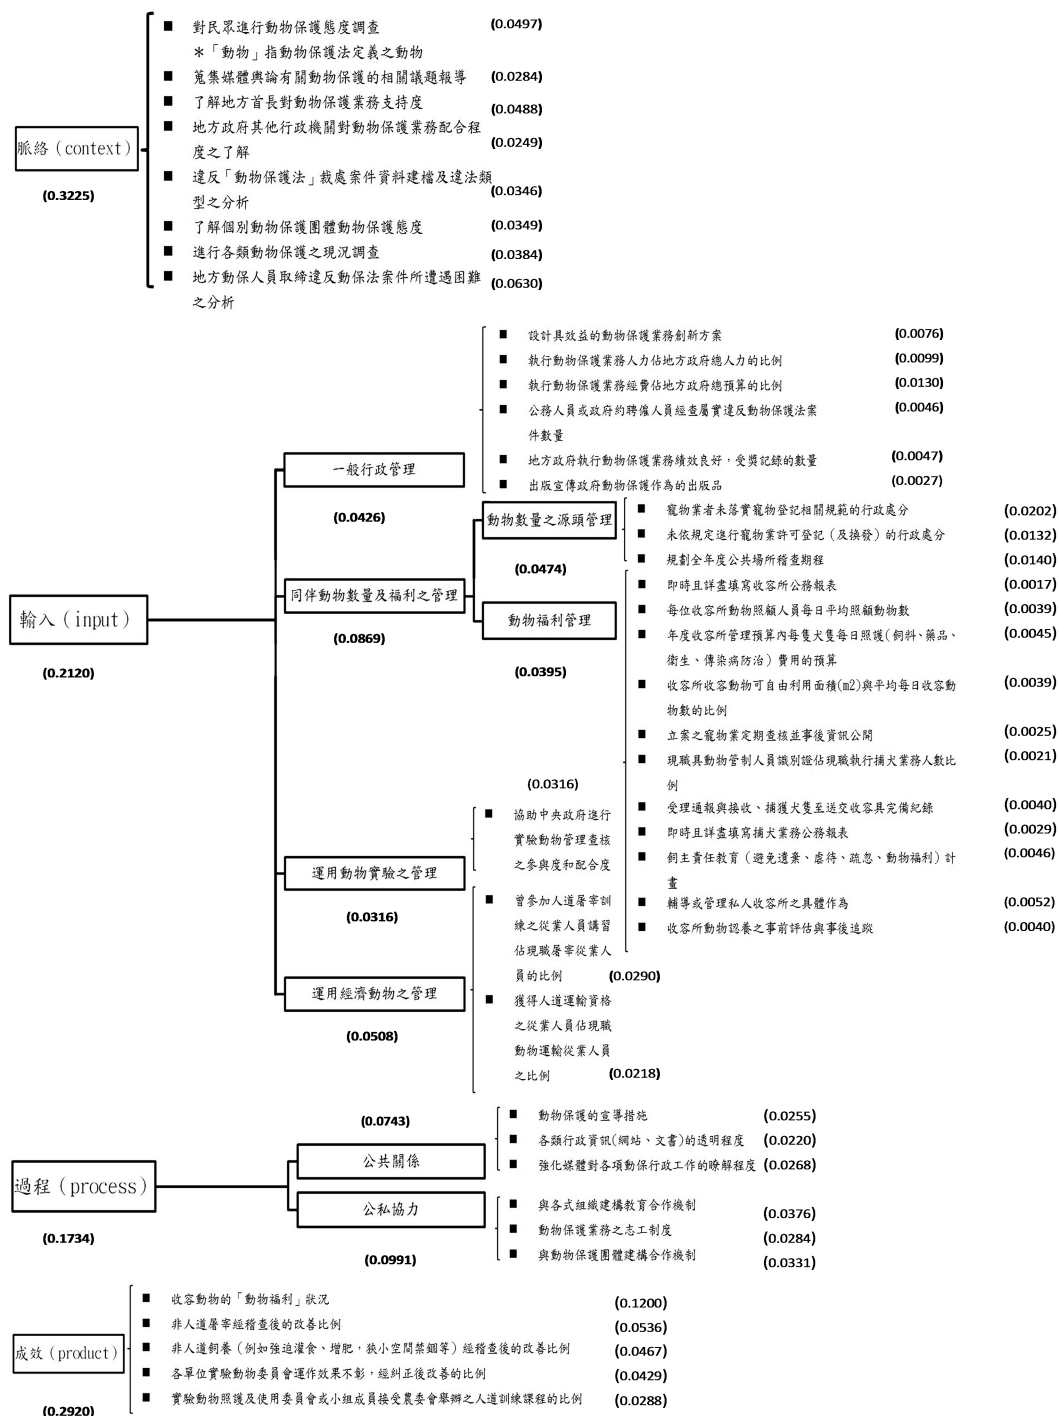 對民眾進行動物保護態度調查 (0.0497)
＊「動物」指動物保護法定義之動物
蒐集媒體輿論有關動物保護的相關議題報導 (0.0284)
了解地方首長對動物保護業務支持度 (0.0488)
地方政府其他行政機關對動物保護業務配合程 (0.0249)
度之了解
違反「動物保護法」裁處案件資料建檔及違法類 (0.0346)
型之分析
了解個別動物保護團體動物保護態度 (0.0349)
進行各類動物保護之現況調查 (0.0384)
地方動保人員取締違反動保法案件所遭遇困難 (0.0630)
之分析
脈絡（context）
(0.3225)
設計具效益的動物保護業務創新方案 (0.0076)
執行動物保護業務人力佔地方政府總人力的比例 (0.0099)
執行動物保護業務經費佔地方政府總預算的比例 (0.0130)
公務人員或政府約聘僱人員經查屬實違反動物保護法案 (0.0046)
件數量
地方政府執行動物保護業務績效良好，受獎記錄的數量 (0.0047)
出版宣傳政府動物保護作為的出版品 (0.0027)
一般行政管理
(0.0426)
動物數量之源頭管理
(0.0474)
寵物業者未落實寵物登記相關規範的行政處分 (0.0202)
未依規定進行寵物業許可登記（及換發）的行政處分 (0.0132)
規劃全年度公共場所稽查期程 (0.0140)
同伴動物數量及福利之管理
(0.0869)
動物福利管理
(0.0395)
輸入（input）
(0.2120)
即時且詳盡填寫收容所公務報表 (0.0017)
每位收容所動物照顧人員每日平均照顧動物數 (0.0039)
年度收容所管理預算內每隻犬隻每日照護（飼料、藥品、 (0.0045)
衛生、傳染病防治）費用的預算
收容所收容動物可自由利用面積(m2)與平均每日收容動 (0.0039)
物數的比例
立案之寵物業定期查核並事後資訊公開 (0.0025)
現職具動物管制人員識別證佔現職執行捕犬業務人數比 (0.0021)
例
受理通報與接收、捕獲犬隻至送交收容具完備紀錄 (0.0040)
即時且詳盡填寫捕犬業務公務報表 (0.0029)
飼主責任教育（避免遺棄、虐待、疏忽、動物福利）計 (0.0046)
畫
輔導或管理私人收容所之具體作為 (0.0052)
收容所動物認養之事前評估與事後追蹤 (0.0040)
(0.0316)
協助中央政府進行
實驗動物管理查核
之參與度和配合度
運用動物實驗之管理
(0.0316)
曾參加人道屠宰訓
練之從業人員講習
佔現職屠宰從業人
員的比例 (0.0290)
獲得人道運輸資格
之從業人員佔現職
動物運輸從業人員
之比例 (0.0218)
運用經濟動物之管理
(0.0508)
(0.0743)
公共關係
動物保護的宣導措施 (0.0255)
各類行政資訊(網站、文書)的透明程度 (0.0220)
強化媒體對各項動保行政工作的瞭解程度 (0.0268)
過程（process）
(0.1734)
公私協力
(0.0991)
與各式組織建構教育合作機制 (0.0376)
動物保護業務之志工制度 (0.0284)
與動物保護團體建構合作機制 (0.0331)
收容動物的「動物福利」狀況 (0.1200)
非人道屠宰經稽查後的改善比例 (0.0536)
非人道飼養（例如強迫灌食、增肥，狹小空間禁錮等）經稽查後的改善比例 (0.0467)
各單位實驗動物委員會運作效果不彰，經糾正後改善的比例 (0.0429)
實驗動物照護及使用委員會或小組成員接受農委會舉辦之人道訓練課程的比例 (0.0288)
成效（product）
(0.2920)